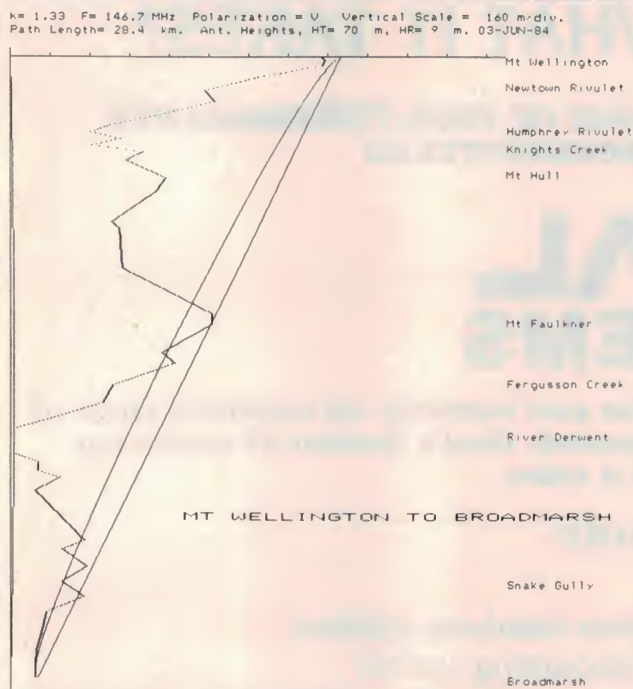 K= 1.33 F= 146.7 MHz Polarization = V Vertical Scale = 160 m/div.
Path Length= 28.4 km. Ant. Heights, HT= 70 m, HR= 9 m. 03-JUN-84
Mt Wellington
Newtown Rivulet
Humphrey Rivulet
Knights Creek
Mt Hull
Mt Faulkner
Fergusson Creek
River Derwent
MT WELLINGTON TO BROADMARSH
Snake Gully
Broadmarsh